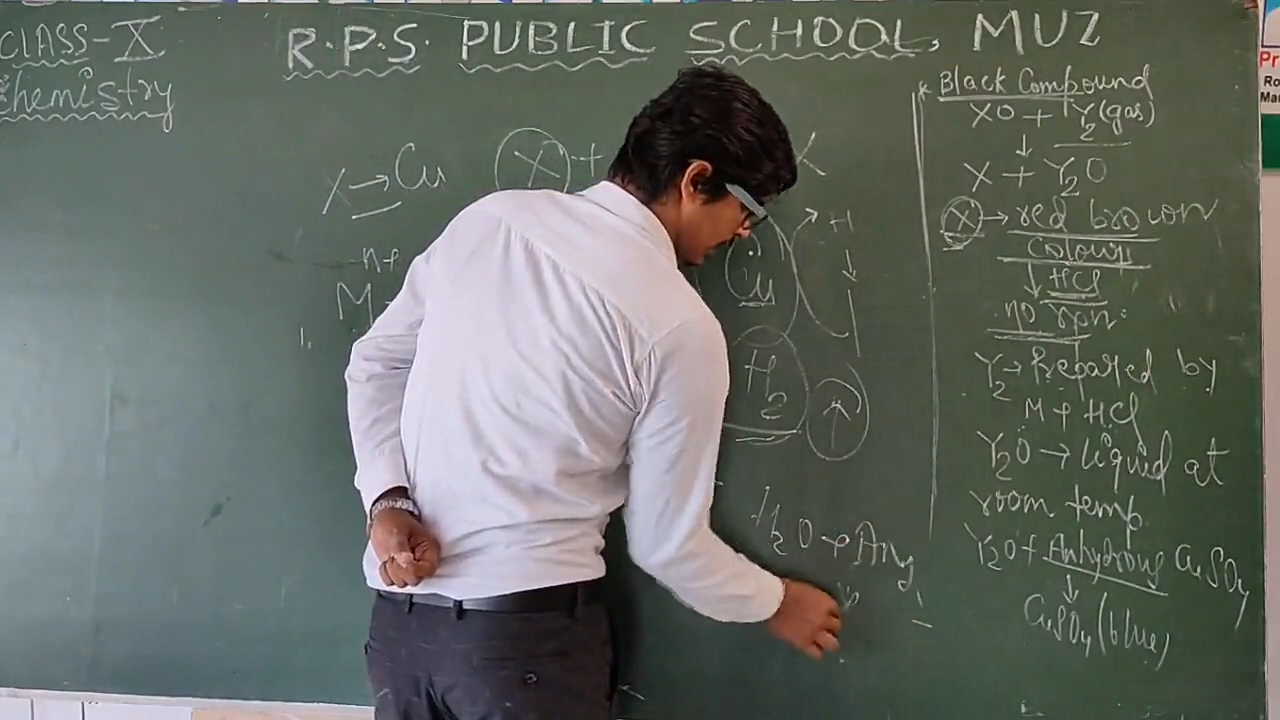 CLASS-X
Chemistry
R.P.S. PUBLIC SCHOOL, MUZ
X → Cu
X +
X
H
Cu
H2
H2O
* Black Compound
XO + Y2(gas)
↓
X + Y2O
X → red brown
colour
↓ HCl
no rxn.
Y2 → Prepared by
M + HCl
Y2O → liquid at
room temp
Y2O + Anhydrous CuSO4
↓
CuSO4 (blue)